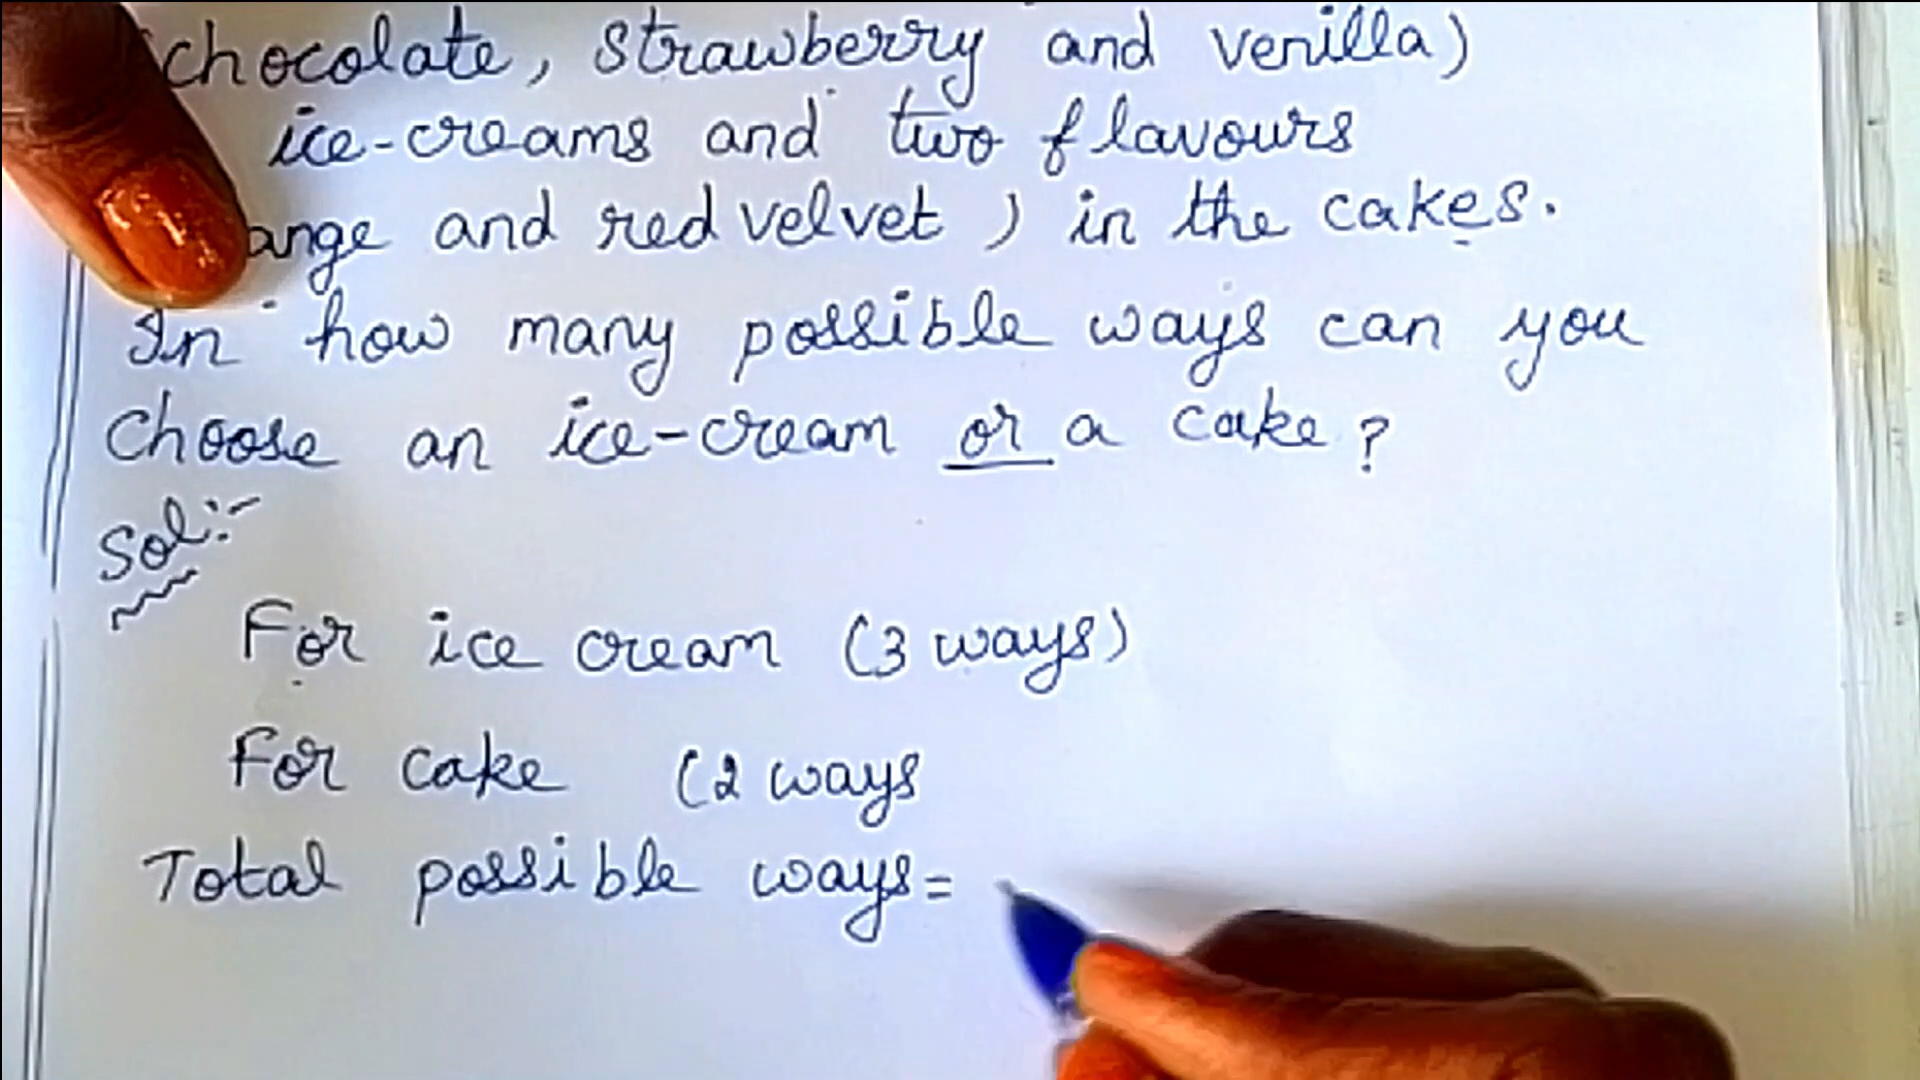 chocolate, strawberry and venilla)
ice-creams and two flavours
ange and red velvet ) in the cakes.
In how many possible ways can you
choose an ice-cream or a cake?
Sol:-
For ice cream (3 ways)
For cake (2 ways
Total possible ways=